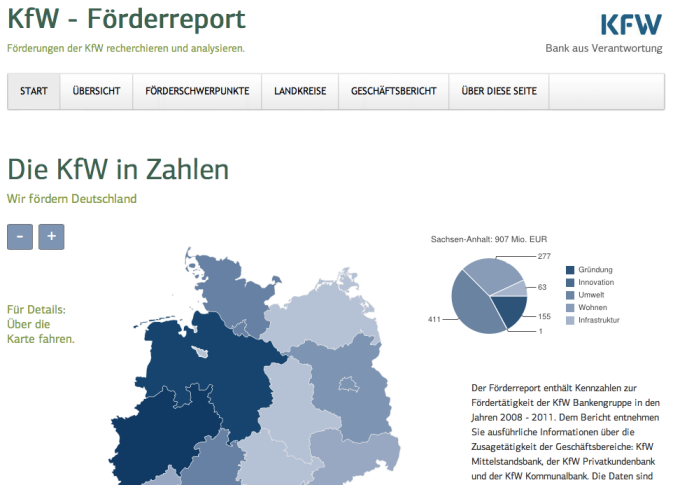 KfW - Förderreport
Förderungen der KfW recherchieren und analysieren.
KFW
Bank aus Verantwortung
START
ÜBERSICHT
FÖRDERSCHWERPUNKTE
LANDKREISE
GESCHÄFTSBERICHT
ÜBER DIESE SEITE
Die KfW in Zahlen
Wir fördern Deutschland
- +
Für Details:
Über die
Karte fahren.
Sachsen-Anhalt: 907 Mio. EUR
277
63
155
1
411
Gründung
Innovation
Umwelt
Wohnen
Infrastruktur
Der Förderreport enthält Kennzahlen zur
Fördertätigkeit der KfW Bankengruppe in den
Jahren 2008 - 2011. Dem Bericht entnehmen
Sie ausführliche Informationen über die
Zusagetätigkeit der Geschäftsbereiche: KfW
Mittelstandsbank, der KfW Privatkundenbank
und der KfW Kommunalbank. Die Daten sind